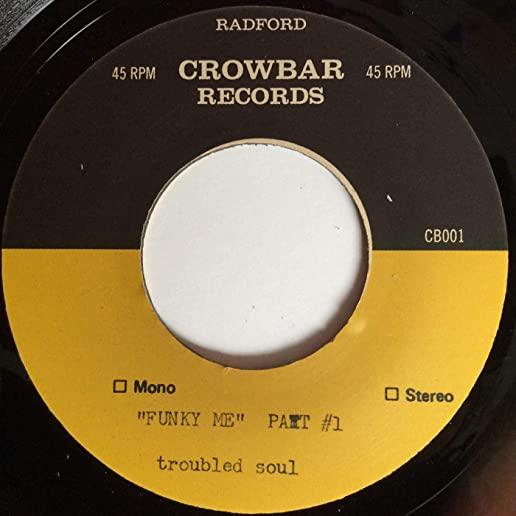 RADFORD
45 RPM CROWBAR 45 RPM
RECORDS
CB001
☐ Mono ☐ Stereo
"FUNKY ME" PART #1
troubled soul